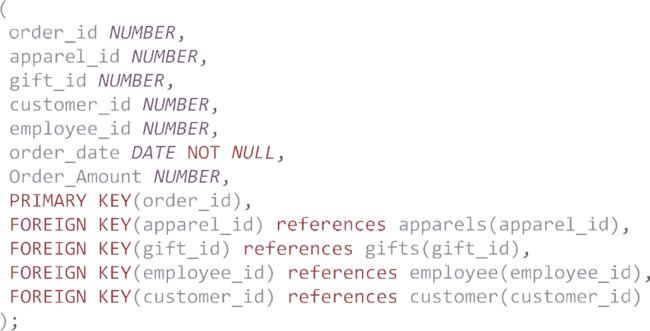 (
order_id NUMBER,
apparel_id NUMBER,
gift_id NUMBER,
customer_id NUMBER,
employee_id NUMBER,
order_date DATE NOT NULL,
Order_Amount NUMBER,
PRIMARY KEY(order_id),
FOREIGN KEY(apparel_id) references apparels(apparel_id),
FOREIGN KEY(gift_id) references gifts(gift_id),
FOREIGN KEY(employee_id) references employee(employee_id),
FOREIGN KEY(customer_id) references customer(customer_id)
);